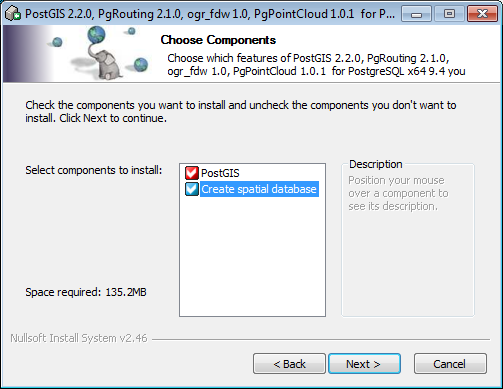 PostGIS 2.2.0, PgRouting 2.1.0, ogr_fdw 1.0, PgPointCloud 1.0.1  for P...
Choose Components
Choose which features of PostGIS 2.2.0, PgRouting 2.1.0,
ogr_fdw 1.0, PgPointCloud 1.0.1  for PostgreSQL x64 9.4 you
Check the components you want to install and uncheck the components you don't want to
install. Click Next to continue.
Select components to install:
PostGIS
Create spatial database
Description
Position your mouse
over a component to
see its description.
Space required: 135.2MB
Nullsoft Install System v2.46
< Back
Next >
Cancel